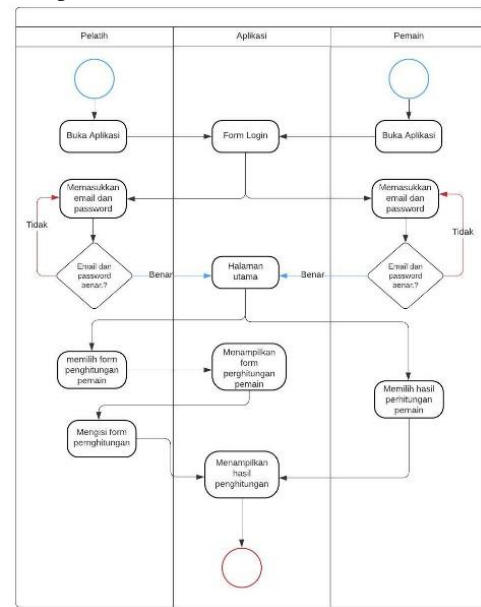 Pelatih
Aplikasi
Pemain
Buka Aplikasi
Form Login
Buka Aplikasi
Memasukkan
email dan
password
Memasukkan
email dan
password
Tidak
Tidak
Email dan
password
benar.?
Benar
Halaman
utama
Benar
Email dan
password
benar.?
memilih form
penghitungan
pemain
Menampilkan
form
perghitungan
pemain
Memilih hasil
perhitungan
pemain
Mengisi form
pernghitungan
Menampilkan
hasil
penghitungan